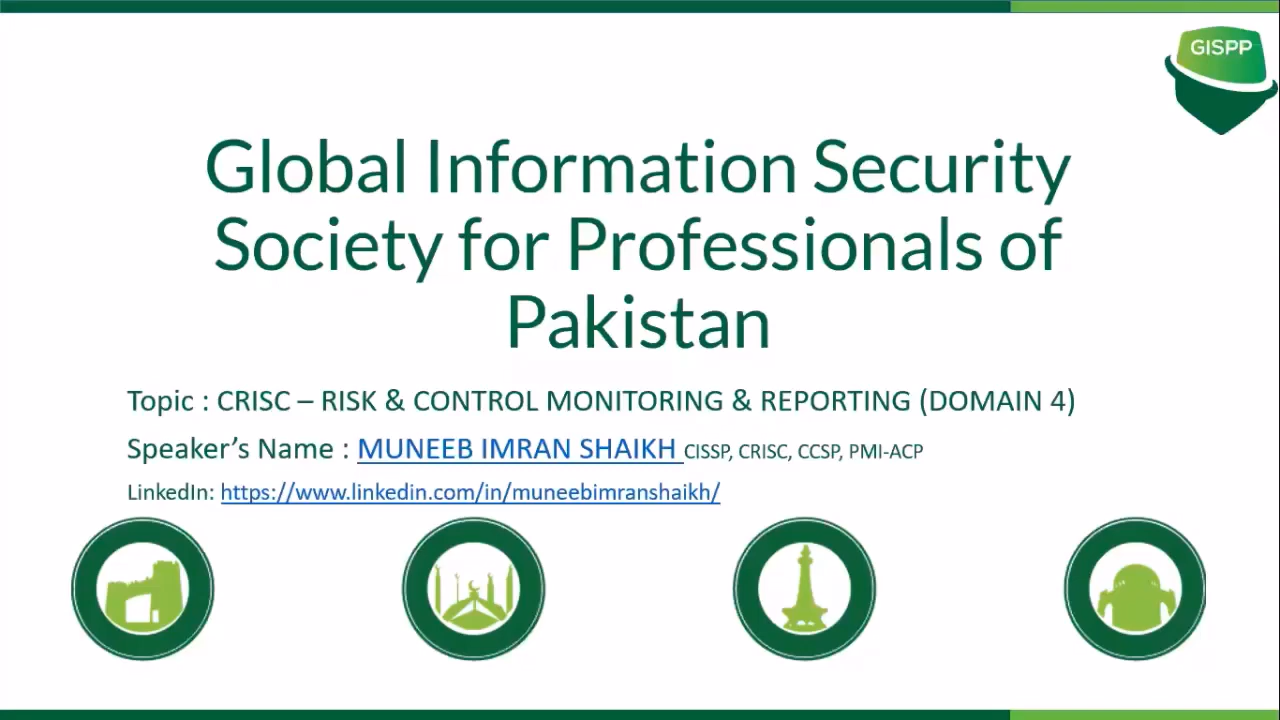 GISPP
Global Information Security
Society for Professionals of
Pakistan
Topic : CRISC – RISK & CONTROL MONITORING & REPORTING (DOMAIN 4)
Speaker’s Name : MUNEEB IMRAN SHAIKH CISSP, CRISC, CCSP, PMI-ACP
LinkedIn: https://www.linkedin.com/in/muneebimranshaikh/